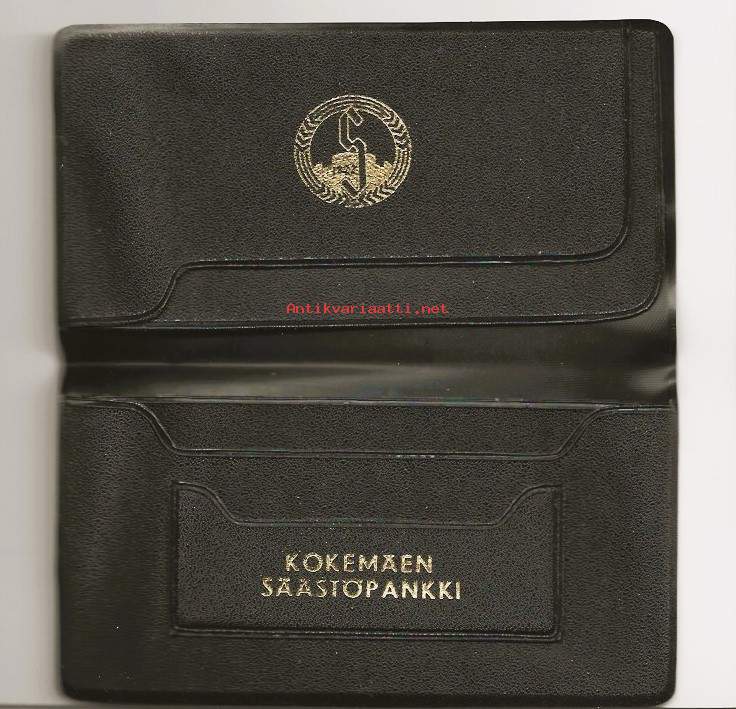 S
Antikvariaatti.net
KOKEMÄEN
SÄÄSTÖPANKKI